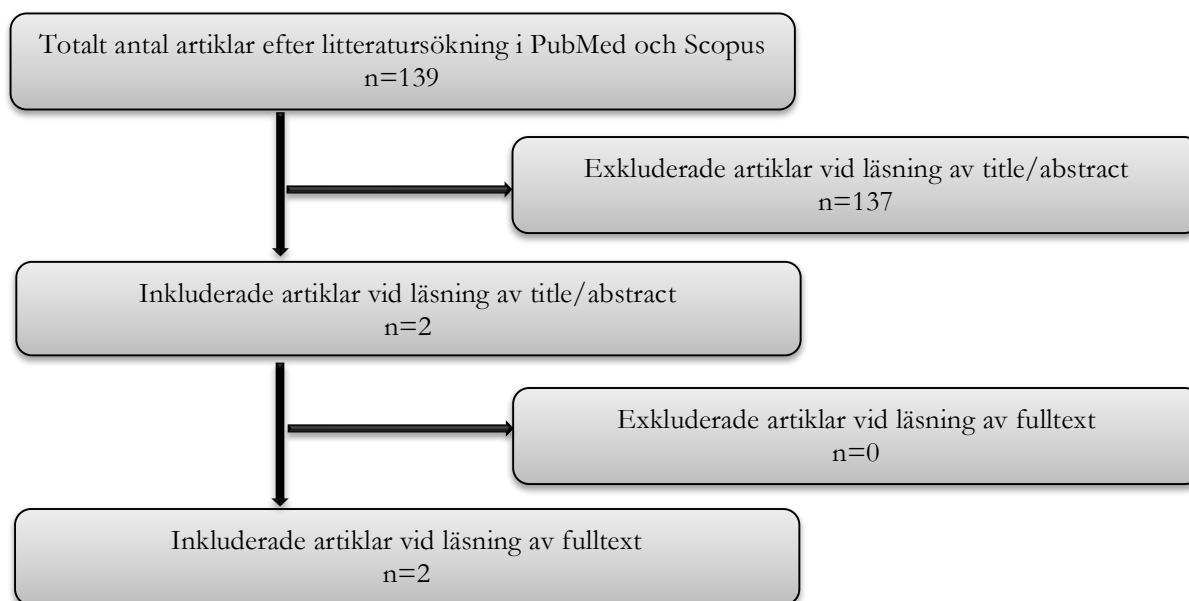 Totalt antal artiklar efter litteratursökning i PubMed och Scopus
n=139
Exkluderade artiklar vid läsning av title/abstract
n=137
Inkluderade artiklar vid läsning av title/abstract
n=2
Exkluderade artiklar vid läsning av fulltext
n=0
Inkluderade artiklar vid läsning av fulltext
n=2